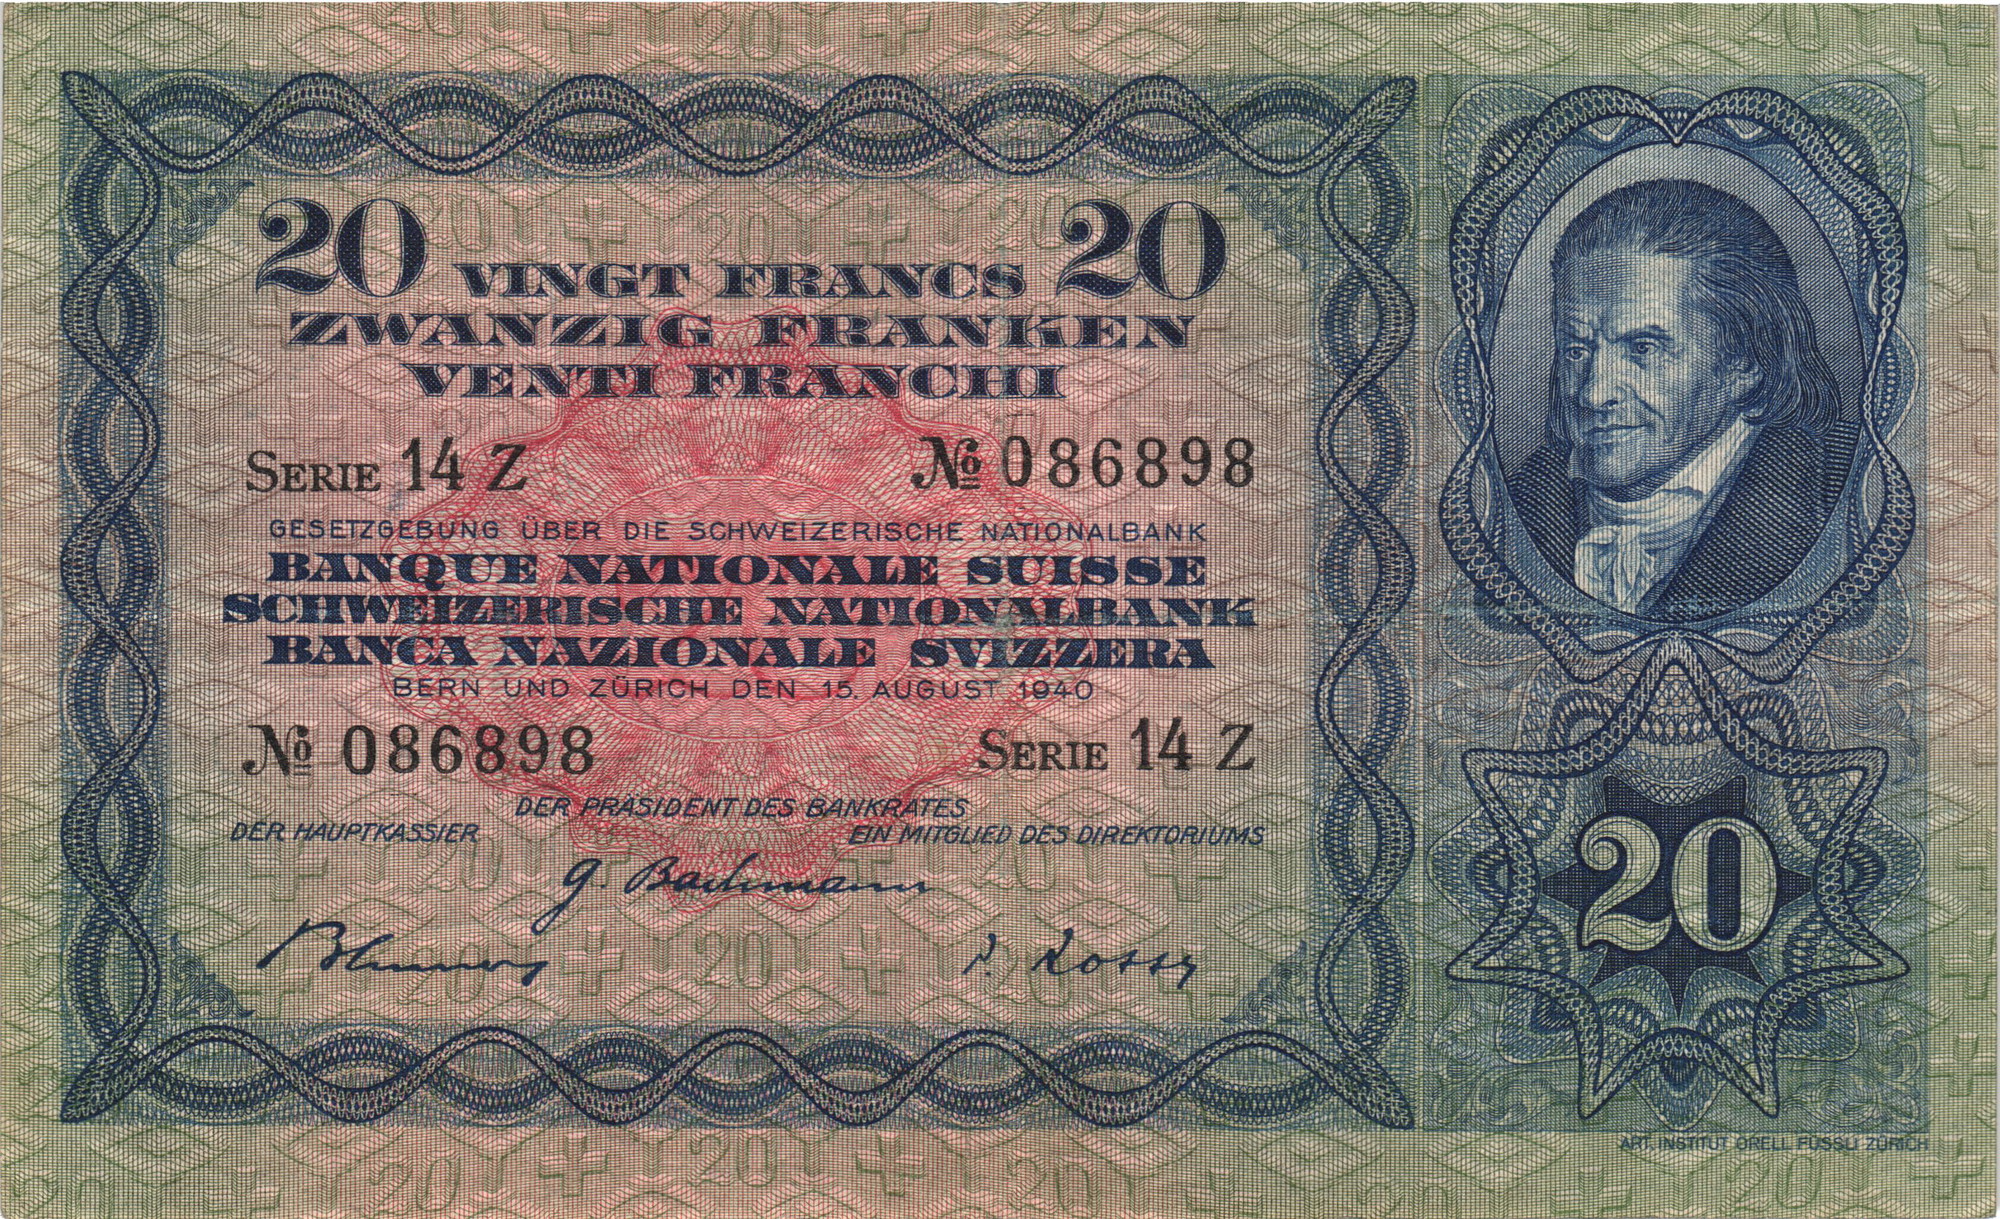 20 VINGT FRANCS 20
ZWANZIG FRANKEN
VENTI FRANCHI
SERIE 14 Z № 086898
GESETZGEBUNG ÜBER DIE SCHWEIZERISCHE NATIONALBANK
BANQUE NATIONALE SUISSE
SCHWEIZERISCHE NATIONALBANK
BANCA NAZIONALE SVIZZERA
BERN UND ZÜRICH DEN 15. AUGUST 1940
№ 086898 SERIE 14 Z
DER PRÄSIDENT DES BANKRATES
DER HAUPTKASSIER EIN MITGLIED DES DIREKTORIUMS
G. Bachmann
P. Rossy
20
ART. INSTITUT ORELL FÜSSLI ZÜRICH